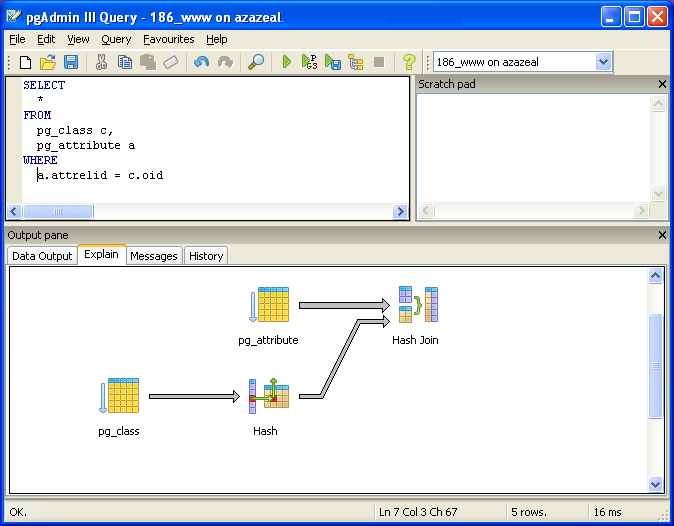 pgAdmin III Query - 186_www on azazeal
File Edit View Query Favourites Help
186_www on azazeal
SELECT
*
FROM
pg_class c,
pg_attribute a
WHERE
a.attrelid = c.oid
Scratch pad
Output pane
Data Output Explain Messages History
pg_attribute
Hash Join
pg_class
Hash
OK.
Ln 7 Col 3 Ch 67
5 rows.
16 ms